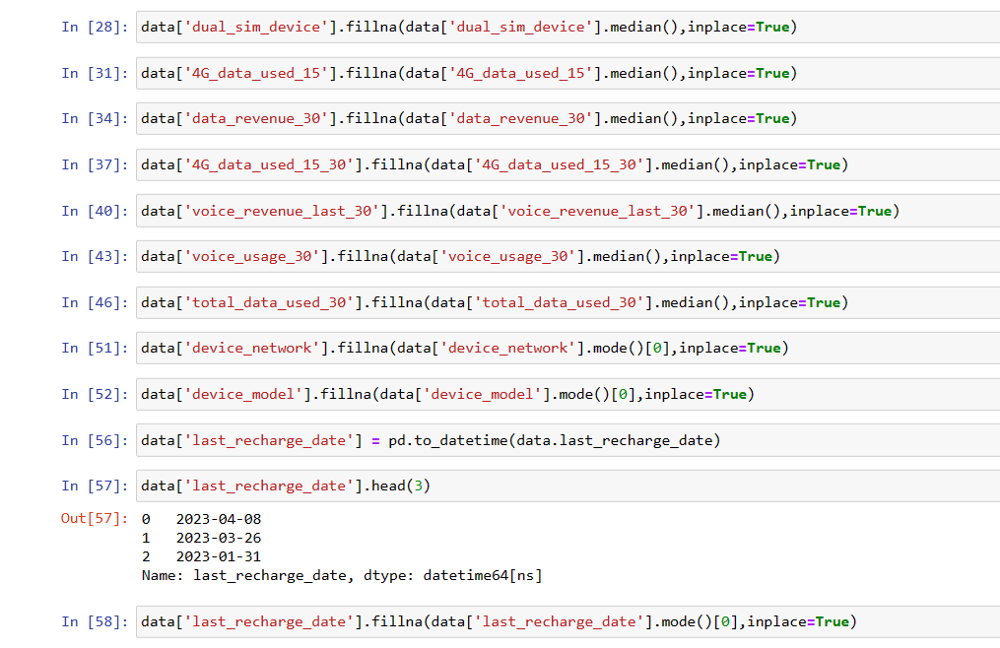 In [28]: data['dual_sim_device'].fillna(data['dual_sim_device'].median(),inplace=True)
In [31]: data['4G_data_used_15'].fillna(data['4G_data_used_15'].median(),inplace=True)
In [34]: data['data_revenue_30'].fillna(data['data_revenue_30'].median(),inplace=True)
In [37]: data['4G_data_used_15_30'].fillna(data['4G_data_used_15_30'].median(),inplace=True)
In [40]: data['voice_revenue_last_30'].fillna(data['voice_revenue_last_30'].median(),inplace=True)
In [43]: data['voice_usage_30'].fillna(data['voice_usage_30'].median(),inplace=True)
In [46]: data['total_data_used_30'].fillna(data['total_data_used_30'].median(),inplace=True)
In [51]: data['device_network'].fillna(data['device_network'].mode()[0],inplace=True)
In [52]: data['device_model'].fillna(data['device_model'].mode()[0],inplace=True)
In [56]: data['last_recharge_date'] = pd.to_datetime(data.last_recharge_date)
In [57]: data['last_recharge_date'].head(3)
Out[57]: 0   2023-04-08
1   2023-03-26
2   2023-01-31
Name: last_recharge_date, dtype: datetime64[ns]
In [58]: data['last_recharge_date'].fillna(data['last_recharge_date'].mode()[0],inplace=True)